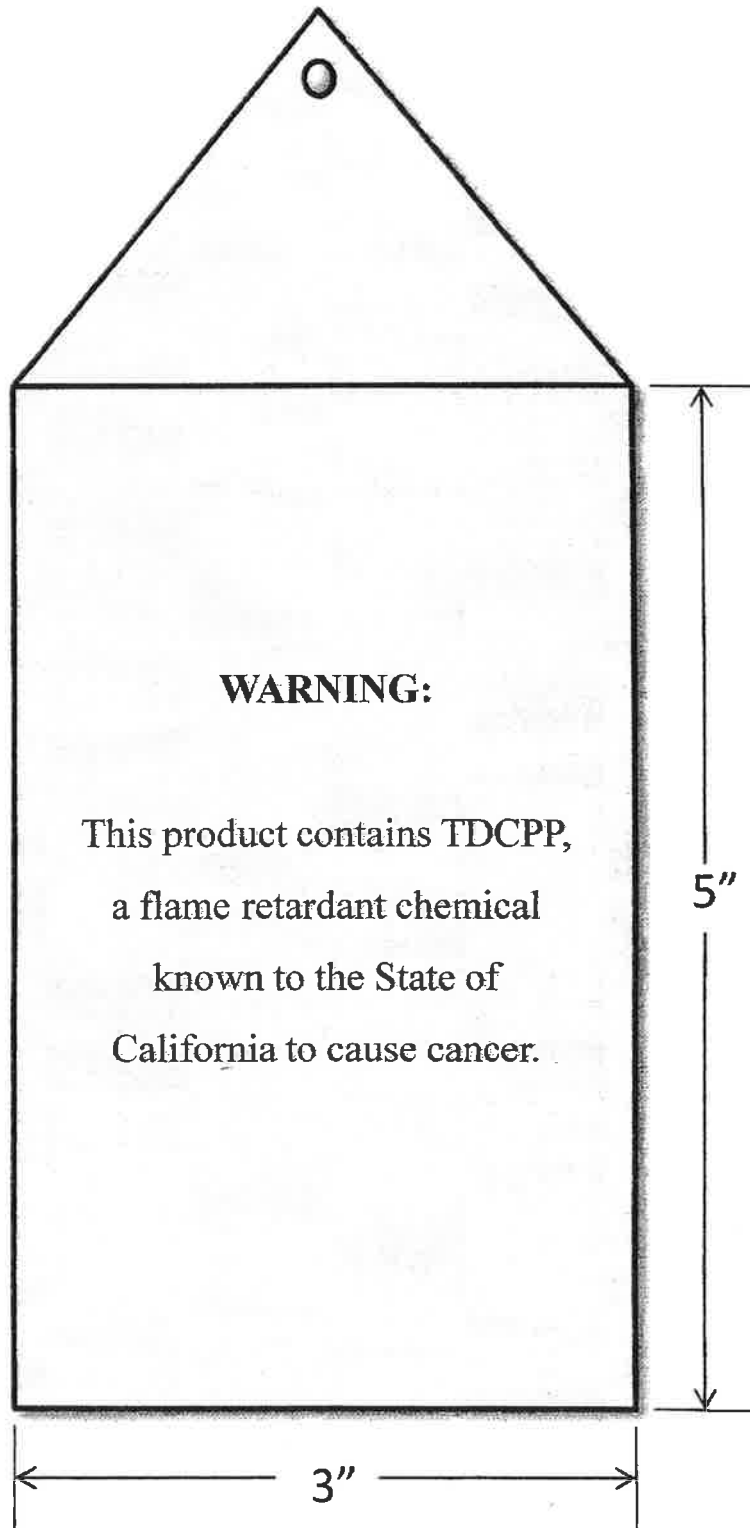 WARNING:
This product contains TDCPP,
a flame retardant chemical
known to the State of
California to cause cancer.
5"
3"